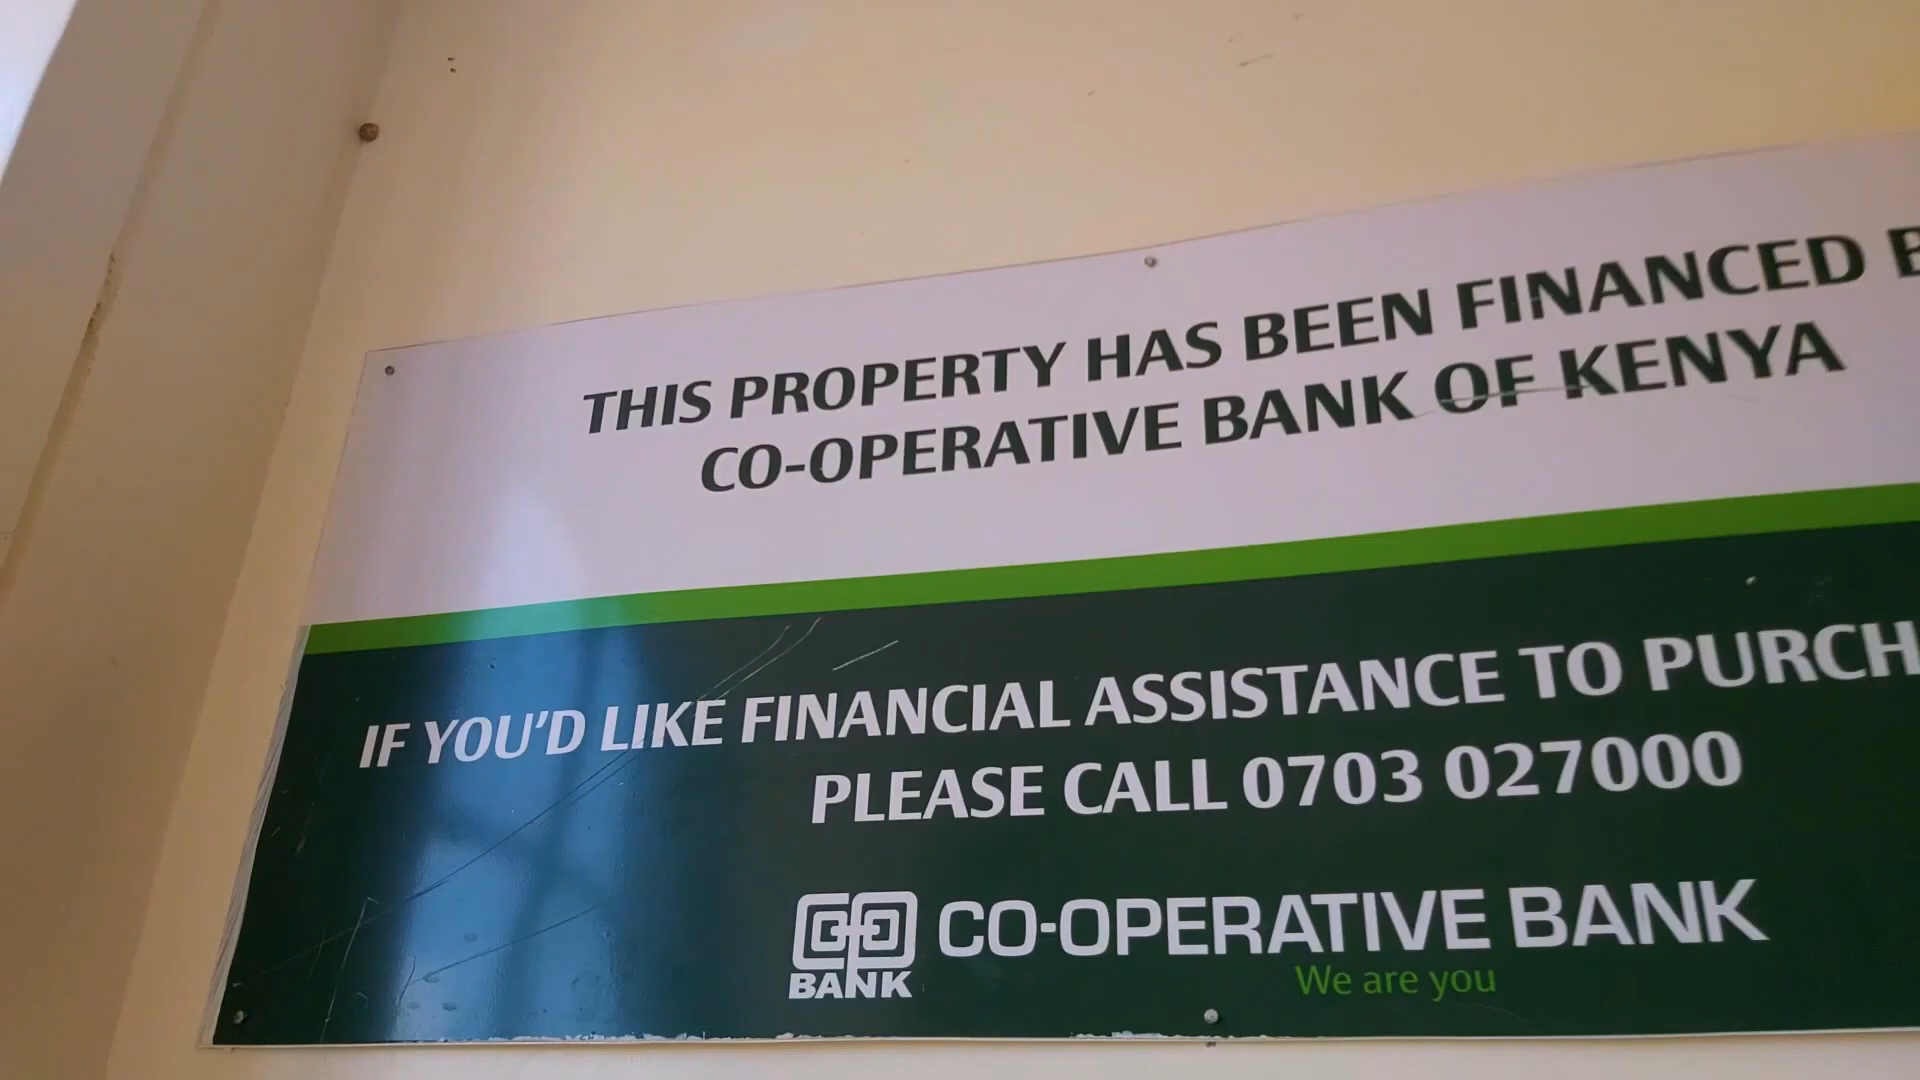 THIS PROPERTY HAS BEEN FINANCED B
CO-OPERATIVE BANK OF KENYA
IF YOU'D LIKE FINANCIAL ASSISTANCE TO PURCH
PLEASE CALL 0703 027000
COOP BANK
CO-OPERATIVE BANK
We are you